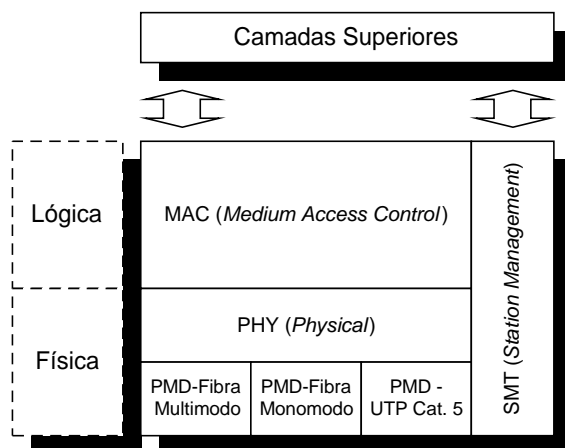 Camadas Superiores
Lógica
MAC (Medium Access Control)
SMT (Station Management)
Física
PHY (Physical)
PMD-Fibra
Multimodo
PMD-Fibra
Monomodo
PMD -
UTP Cat. 5